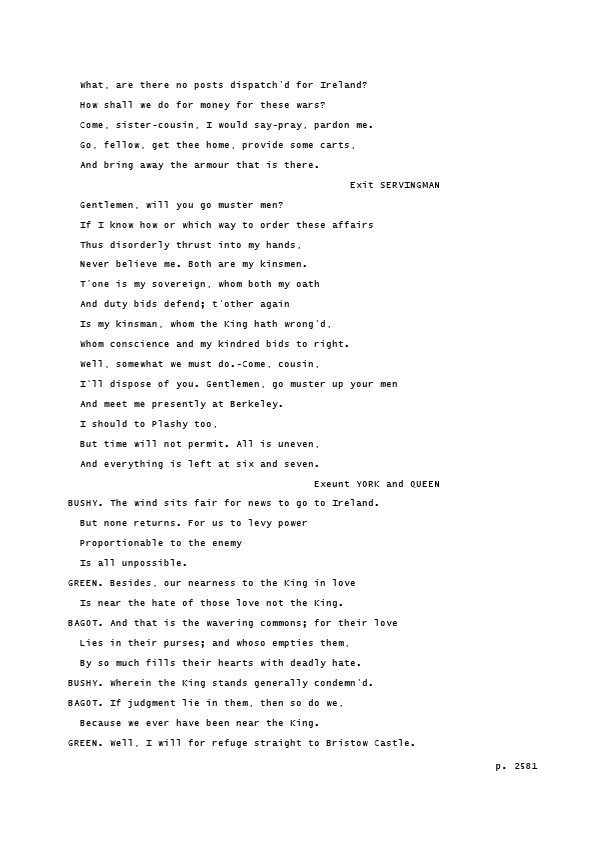 What, are there no posts dispatch'd for Ireland?
How shall we do for money for these wars?
Come, sister-cousin, I would say-pray, pardon me.
Go, fellow, get thee home, provide some carts,
And bring away the armour that is there.
Exit SERVINGMAN
Gentlemen, will you go muster men?
If I know how or which way to order these affairs
Thus disorderly thrust into my hands,
Never believe me. Both are my kinsmen.
T'one is my sovereign, whom both my oath
And duty bids defend; t'other again
Is my kinsman, whom the King hath wrong'd,
Whom conscience and my kindred bids to right.
Well, somewhat we must do.-Come, cousin,
I'll dispose of you. Gentlemen, go muster up your men
And meet me presently at Berkeley.
I should to Plashy too,
But time will not permit. All is uneven,
And everything is left at six and seven.
Exeunt YORK and QUEEN
BUSHY. The wind sits fair for news to go to Ireland.
But none returns. For us to levy power
Proportionable to the enemy
Is all unpossible.
GREEN. Besides, our nearness to the King in love
Is near the hate of those love not the King.
BAGOT. And that is the wavering commons; for their love
Lies in their purses; and whoso empties them,
By so much fills their hearts with deadly hate.
BUSHY. Wherein the King stands generally condemn'd.
BAGOT. If judgment lie in them, then so do we,
Because we ever have been near the King.
GREEN. Well, I will for refuge straight to Bristow Castle.
p. 2581